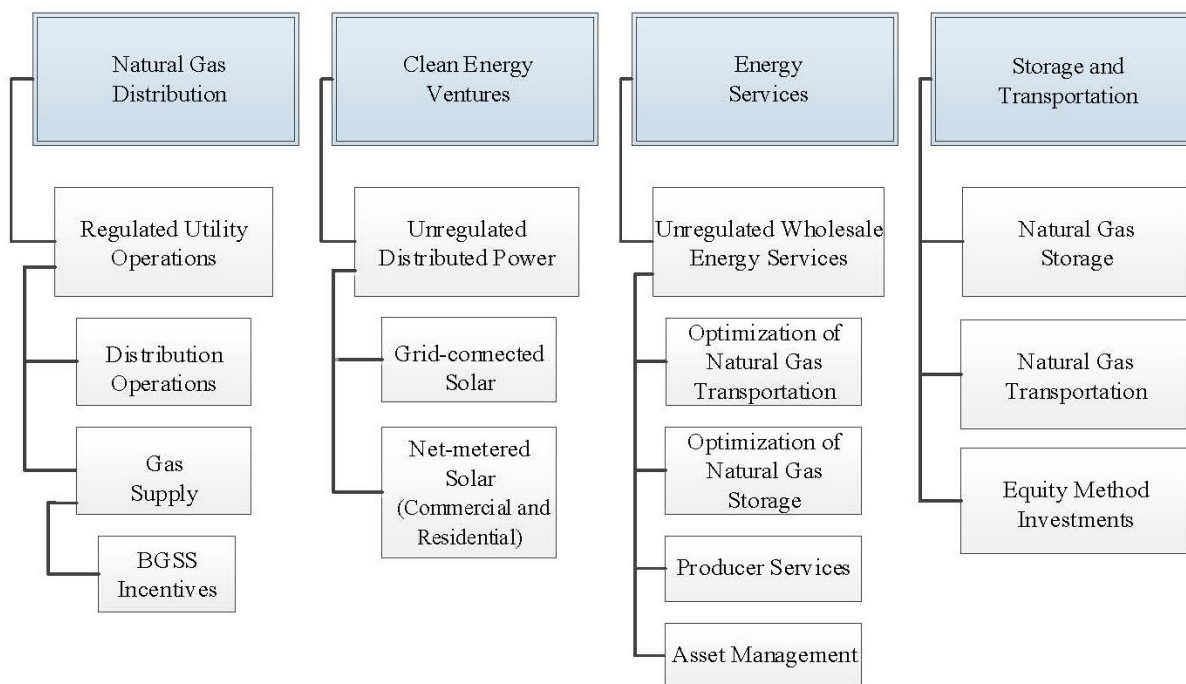 Natural Gas
Distribution
Regulated Utility
Operations
Distribution
Operations
Gas
Supply
BGSS
Incentives
Clean Energy
Ventures
Unregulated
Distributed Power
Grid-connected
Solar
Net-metered
Solar
(Commercial and
Residential)
Energy
Services
Unregulated Wholesale
Energy Services
Optimization of
Natural Gas
Transportation
Optimization of
Natural Gas
Storage
Producer Services
Asset Management
Storage and
Transportation
Natural Gas
Storage
Natural Gas
Transportation
Equity Method
Investments